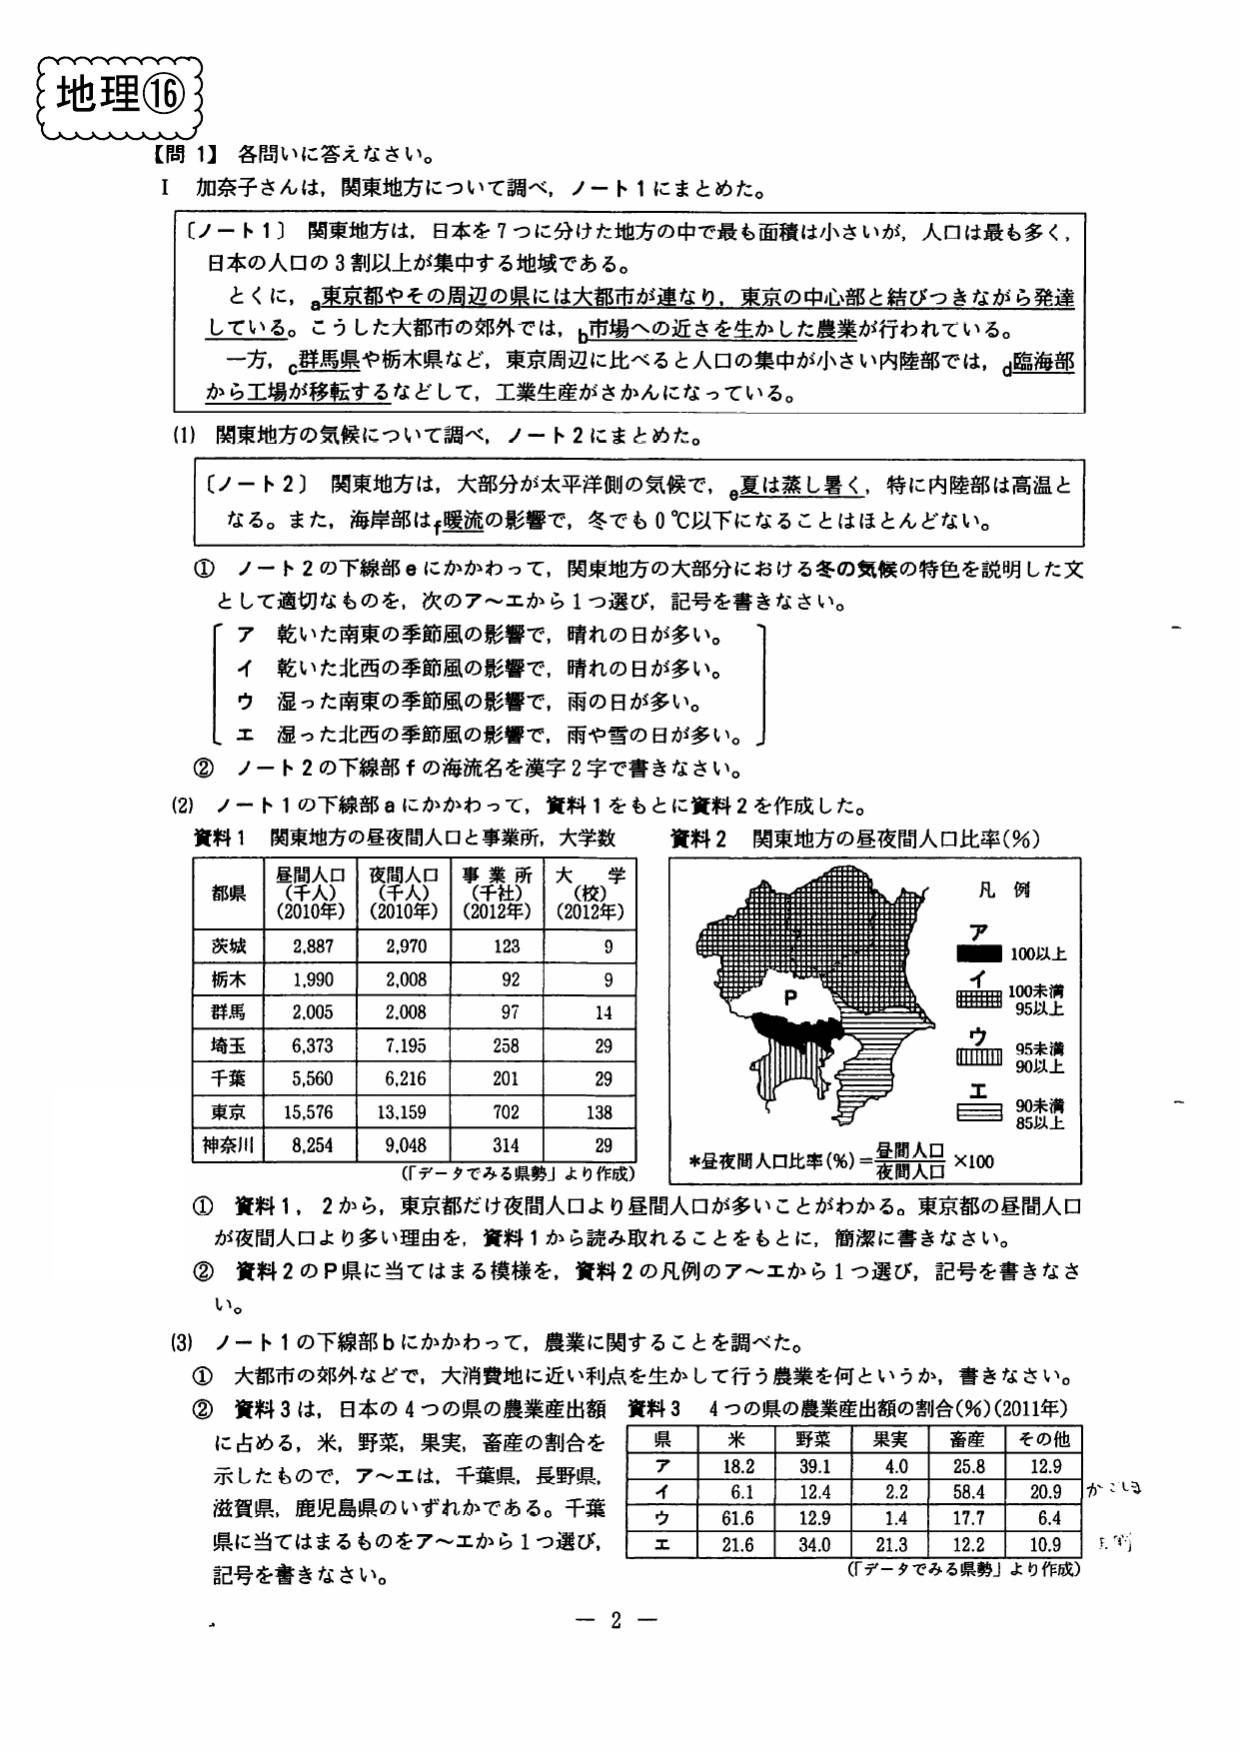 地理⑯
【問 1】 各問いに答えなさい。
Ⅰ 加奈子さんは，関東地方について調べ，ノート1にまとめた。
〔ノート1〕 関東地方は，日本を7つに分けた地方の中で最も面積は小さいが，人口は最も多く，
日本の人口の3割以上が集中する地域である。
とくに，a東京都やその周辺の県には大都市が連なり，東京の中心部と結びつきながら発達
している。こうした大都市の郊外では，b市場への近さを生かした農業が行われている。
一方，c群馬県や栃木県など，東京周辺に比べると人口の集中が小さい内陸部では，d臨海部
から工場が移転するなどして，工業生産がさかんになっている。
(1) 関東地方の気候について調べ，ノート2にまとめた。
〔ノート2〕 関東地方は，大部分が太平洋側の気候で，e夏は蒸し暑く，特に内陸部は高温と
なる。また，海岸部はf暖流の影響で，冬でも0℃以下になることはほとんどない。
① ノート2の下線部eにかかわって，関東地方の大部分における冬の気候の特色を説明した文
として適切なものを，次のア～エから1つ選び，記号を書きなさい。
ア 乾いた南東の季節風の影響で，晴れの日が多い。
イ 乾いた北西の季節風の影響で，晴れの日が多い。
ウ 湿った南東の季節風の影響で，雨の日が多い。
エ 湿った北西の季節風の影響で，雨や雪の日が多い。
② ノート2の下線部fの海流名を漢字2字で書きなさい。
(2) ノート1の下線部aにかかわって，資料1をもとに資料2を作成した。
資料1 関東地方の昼夜間人口と事業所，大学数
都県 昼間人口（千人）（2010年） 夜間人口（千人）（2010年） 事業所（千社）（2012年） 大学（校）（2012年）
茨城 2,887 2,970 123 9
栃木 1,990 2,008 92 9
群馬 2,005 2,008 97 14
埼玉 6,373 7,195 258 29
千葉 5,560 6,216 201 29
東京 15,576 13,159 702 138
神奈川 8,254 9,048 314 29
（「データでみる県勢」より作成）
資料2 関東地方の昼夜間人口比率(％)
凡例
ア
100以上
イ
100未満
95以上
P
ウ
95未満
90以上
エ
90未満
85以上
*昼夜間人口比率(％)＝昼間人口/夜間人口×100
① 資料1，2から，東京都だけ夜間人口より昼間人口が多いことがわかる。東京都の昼間人口
が夜間人口より多い理由を，資料1から読み取れることをもとに，簡潔に書きなさい。
② 資料2のP県に当てはまる模様を，資料2の凡例のア～エから1つ選び，記号を書きなさ
い。
(3) ノート1の下線部bにかかわって，農業に関することを調べた。
① 大都市の郊外などで，大消費地に近い利点を生かして行う農業を何というか，書きなさい。
② 資料3は，日本の4つの県の農業産出額
に占める，米，野菜，果実，畜産の割合を
示したもので，ア～エは，千葉県，長野県，
滋賀県，鹿児島県のいずれかである。千葉
県に当てはまるものをア～エから1つ選び，
記号を書きなさい。
資料3 4つの県の農業産出額の割合(％)(2011年)
県 米 野菜 果実 畜産 その他
ア 18.2 39.1 4.0 25.8 12.9
イ 6.1 12.4 2.2 58.4 20.9 かごしま
ウ 61.6 12.9 1.4 17.7 6.4
エ 21.6 34.0 21.3 12.2 10.9
（「データでみる県勢」より作成）
― 2 ―